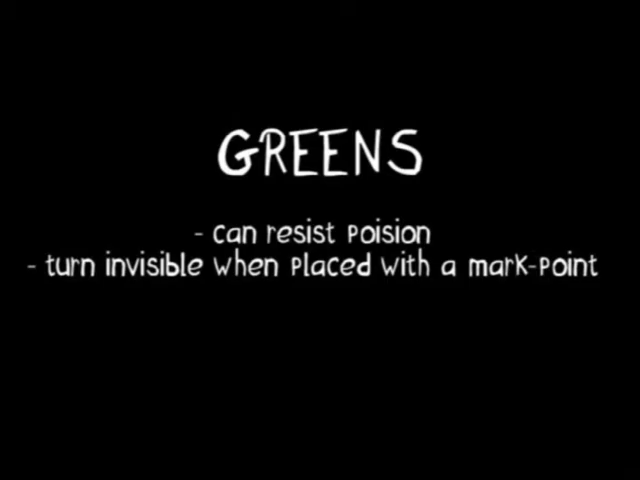 GREENS
- can resist poision
- turn invisible when placed with a mark-point